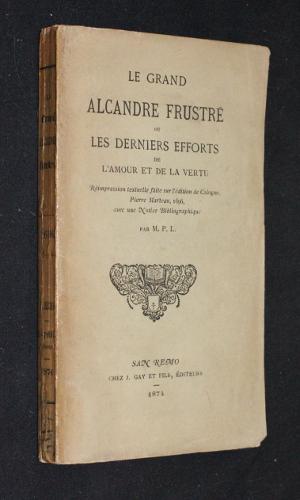 LE GRAND
ALCANDRE FRUSTRÉ
OU
LES DERNIERS EFFORTS
DE
L'AMOUR ET DE LA VERTU
Réimpression textuelle faite sur l'édition de Cologne,
Pierre Marteau, 1696,
avec une Notice Bibliographique
PAR M. P. L.
SAN REMO
CHEZ J. GAY ET FILS, ÉDITEURS
1874